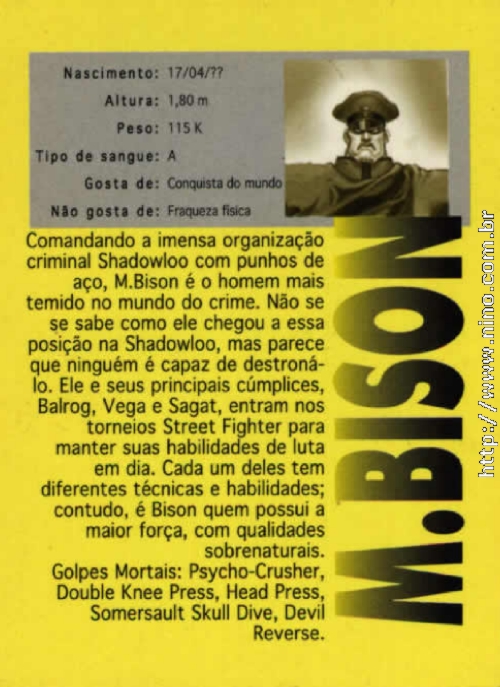 Nascimento: 17/04/??
Altura: 1,80 m
Peso: 115 K
Tipo de sangue: A
Gosta de: Conquista do mundo
Não gosta de: Fraqueza física
Comandando a imensa organização
criminal Shadowloo com punhos de
aço, M.Bison é o homem mais
temido no mundo do crime. Não se
se sabe como ele chegou a essa
posição na Shadowloo, mas parece
que ninguém é capaz de destroná-
lo. Ele e seus principais cúmplices,
Balrog, Vega e Sagat, entram nos
torneios Street Fighter para
manter suas habilidades de luta
em dia. Cada um deles tem
diferentes técnicas e habilidades;
contudo, é Bison quem possui a
maior força, com qualidades
sobrenaturais.
Golpes Mortais: Psycho-Crusher,
Double Knee Press, Head Press,
Somersault Skull Dive, Devil
Reverse.
M.BISON
http://www.nino.com.br